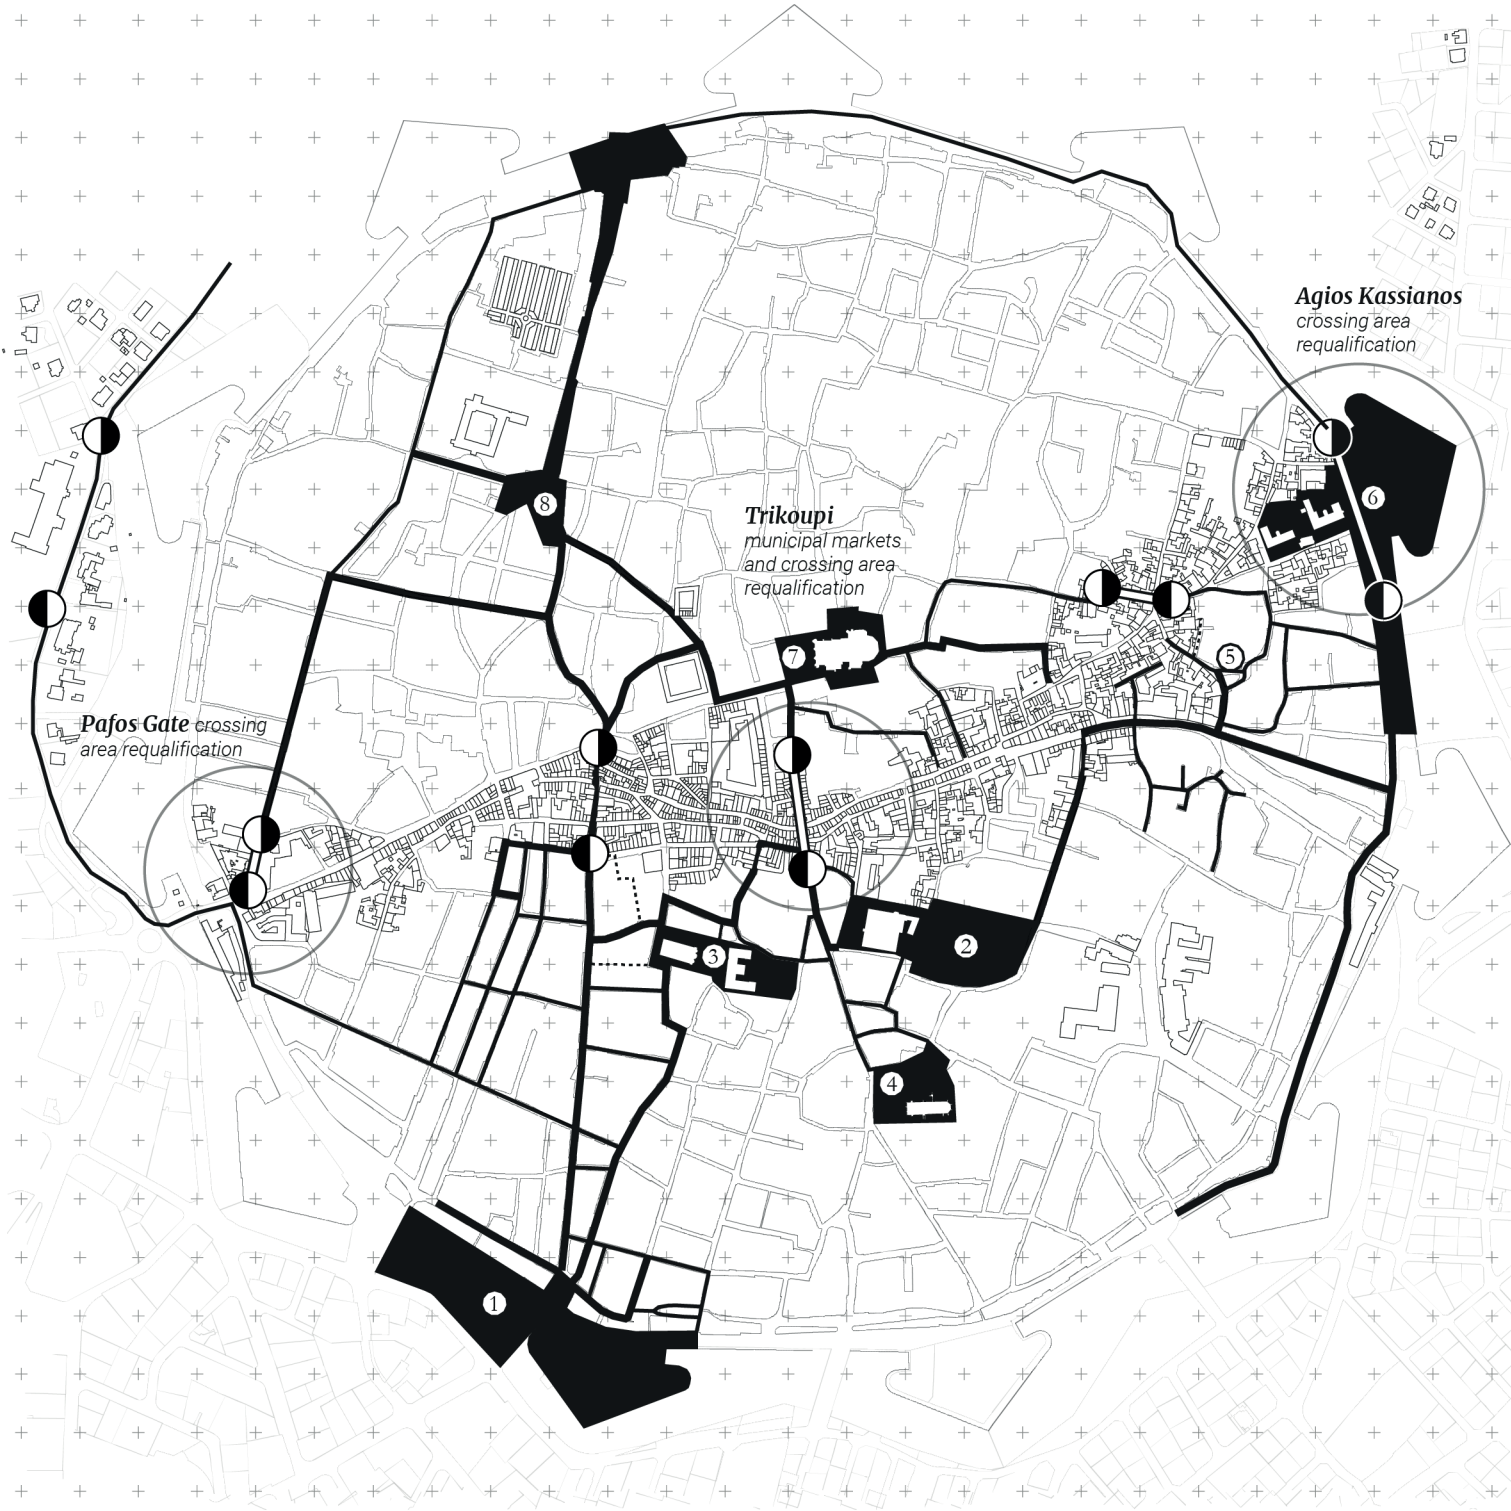 Agios Kassianos
crossing area
requalification
6
8
Trikoupi
municipal markets
and crossing area
requalification
7
5
Pafos Gate crossing
area requalification
2
3
4
1